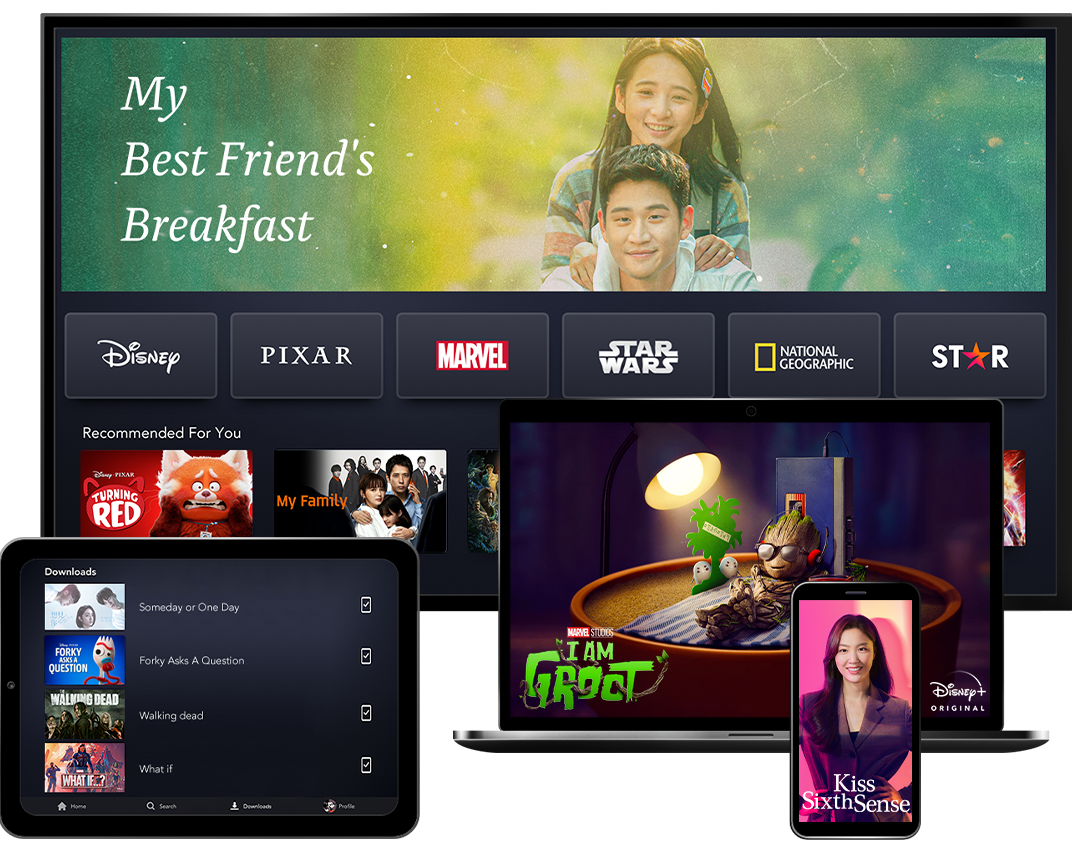 My
Best Friend's
Breakfast
Disney
PIXAR
MARVEL
STAR
WARS
NATIONAL
GEOGRAPHIC
STAR
Recommended For You
Disney · PIXAR
TURNING
RED
My Family
Downloads
Someday or One Day
FORKY
ASKS A
QUESTION
Forky Asks A Question
THE
WALKING DEAD
Walking dead
WHAT IF...?
What if
Home
Search
Downloads
Profile
MARVEL STUDIOS
I AM
GROOT
Disney+
ORIGINAL
Kiss
SixthSense